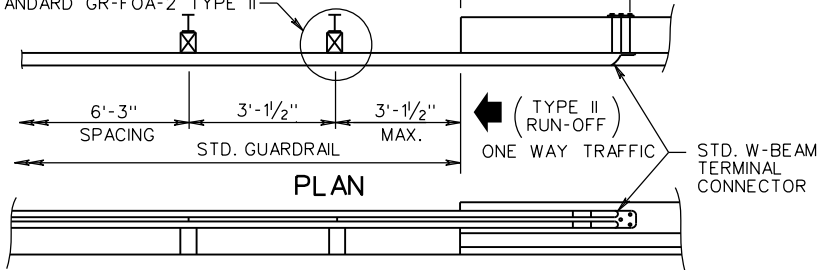 ANDARD GR-FOA-2 TYPE II
6'-3"
SPACING
3'-1½"
3'-1½"
MAX.
(TYPE II
RUN-OFF)
ONE WAY TRAFFIC
STD. GUARDRAIL
STD. W-BEAM
TERMINAL
CONNECTOR
PLAN